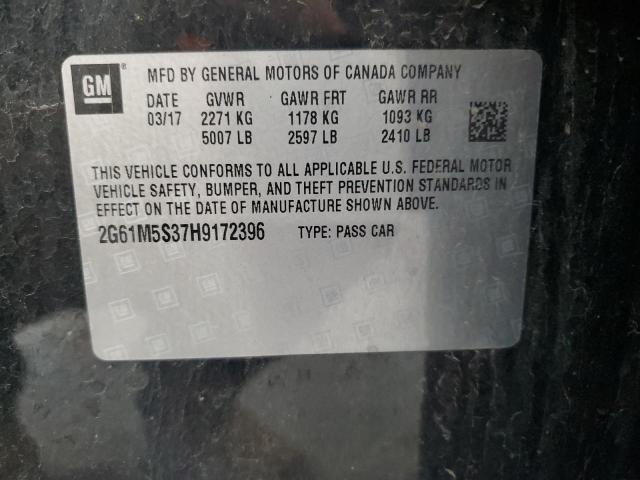 GM ®
MFD BY GENERAL MOTORS OF CANADA COMPANY
DATE GVWR GAWR FRT GAWR RR
03/17 2271 KG 1178 KG 1093 KG
5007 LB 2597 LB 2410 LB
THIS VEHICLE CONFORMS TO ALL APPLICABLE U.S. FEDERAL MOTOR
VEHICLE SAFETY, BUMPER, AND THEFT PREVENTION STANDARDS IN
EFFECT ON THE DATE OF MANUFACTURE SHOWN ABOVE.
2G61M5S37H9172396 TYPE: PASS CAR